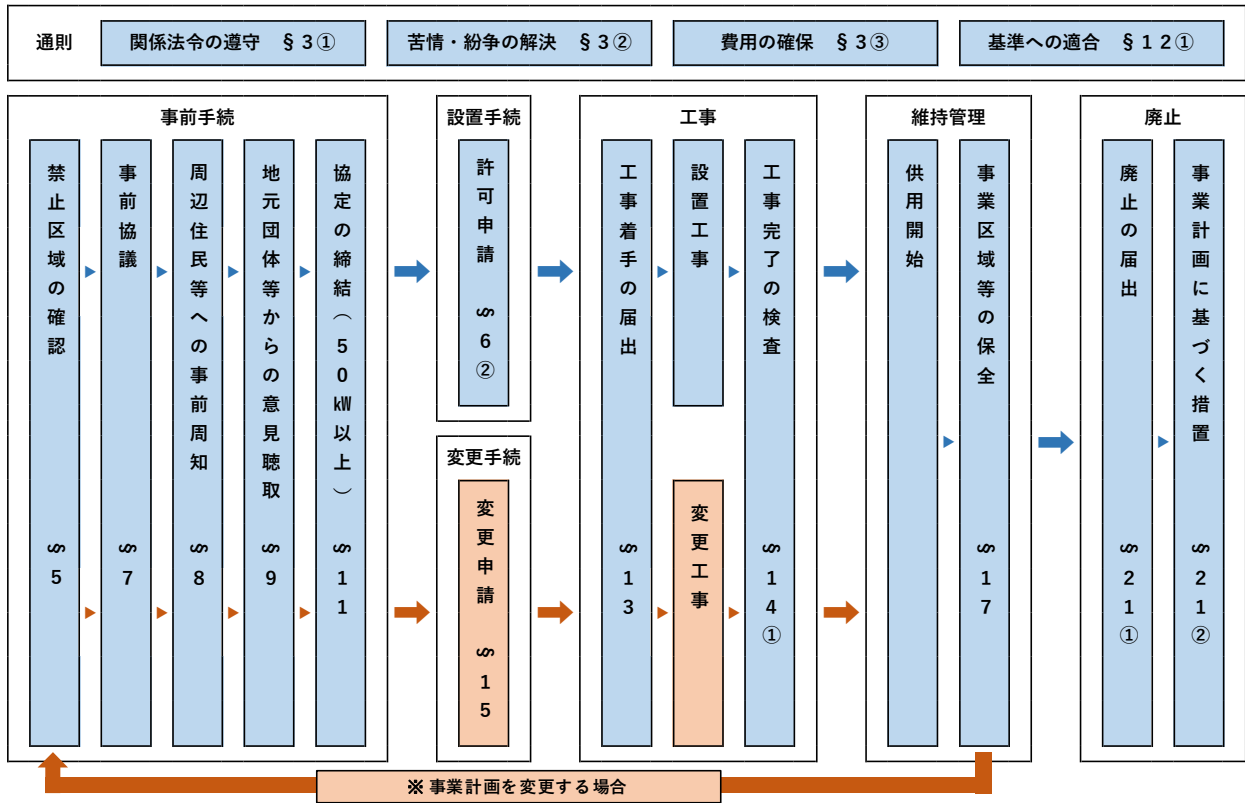 通則
関係法令の遵守 §3①
苦情・紛争の解決 §3②
費用の確保 §3③
基準への適合 §12①
事前手続
禁止区域の確認 §5
事前協議 §7
周辺住民等への事前周知 §8
地元団体等からの意見聴取 §9
協定の締結（50㎾以上） §11
設置手続
許可申請 §6②
変更手続
変更申請 §15
工事
工事着手の届出 §13
設置工事
変更工事
工事完了の検査 §14①
維持管理
供用開始
事業区域等の保全 §17
廃止
廃止の届出 §21①
事業計画に基づく措置 §21②
※事業計画を変更する場合